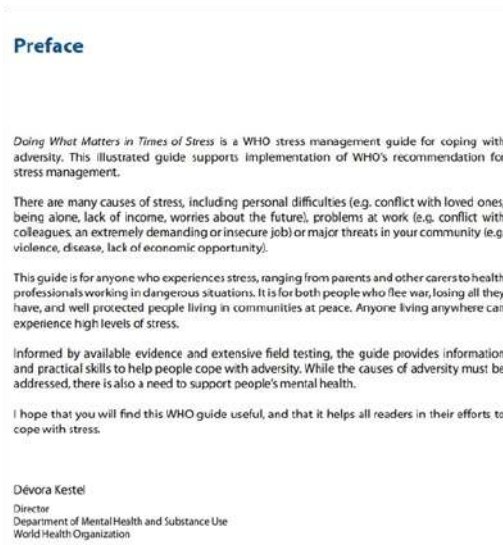 Preface
Doing What Matters in Times of Stress is a WHO stress management guide for coping with
adversity. This illustrated guide supports implementation of WHO's recommendation for
stress management.
There are many causes of stress, including personal difficulties (e.g. conflict with loved ones,
being alone, lack of income, worries about the future), problems at work (e.g. conflict with
colleagues, an extremely demanding or insecure job) or major threats in your community (e.g.
violence, disease, lack of economic opportunity).
This guide is for anyone who experiences stress, ranging from parents and other carers to health
professionals working in dangerous situations. It is for both people who flee war, losing all they
have, and well protected people living in communities at peace. Anyone living anywhere can
experience high levels of stress.
Informed by available evidence and extensive field testing, the guide provides information
and practical skills to help people cope with adversity. While the causes of adversity must be
addressed, there is also a need to support people's mental health.
I hope that you will find this WHO guide useful, and that it helps all readers in their efforts to
cope with stress.
Dévora Kestel
Director
Department of Mental Health and Substance Use
World Health Organization